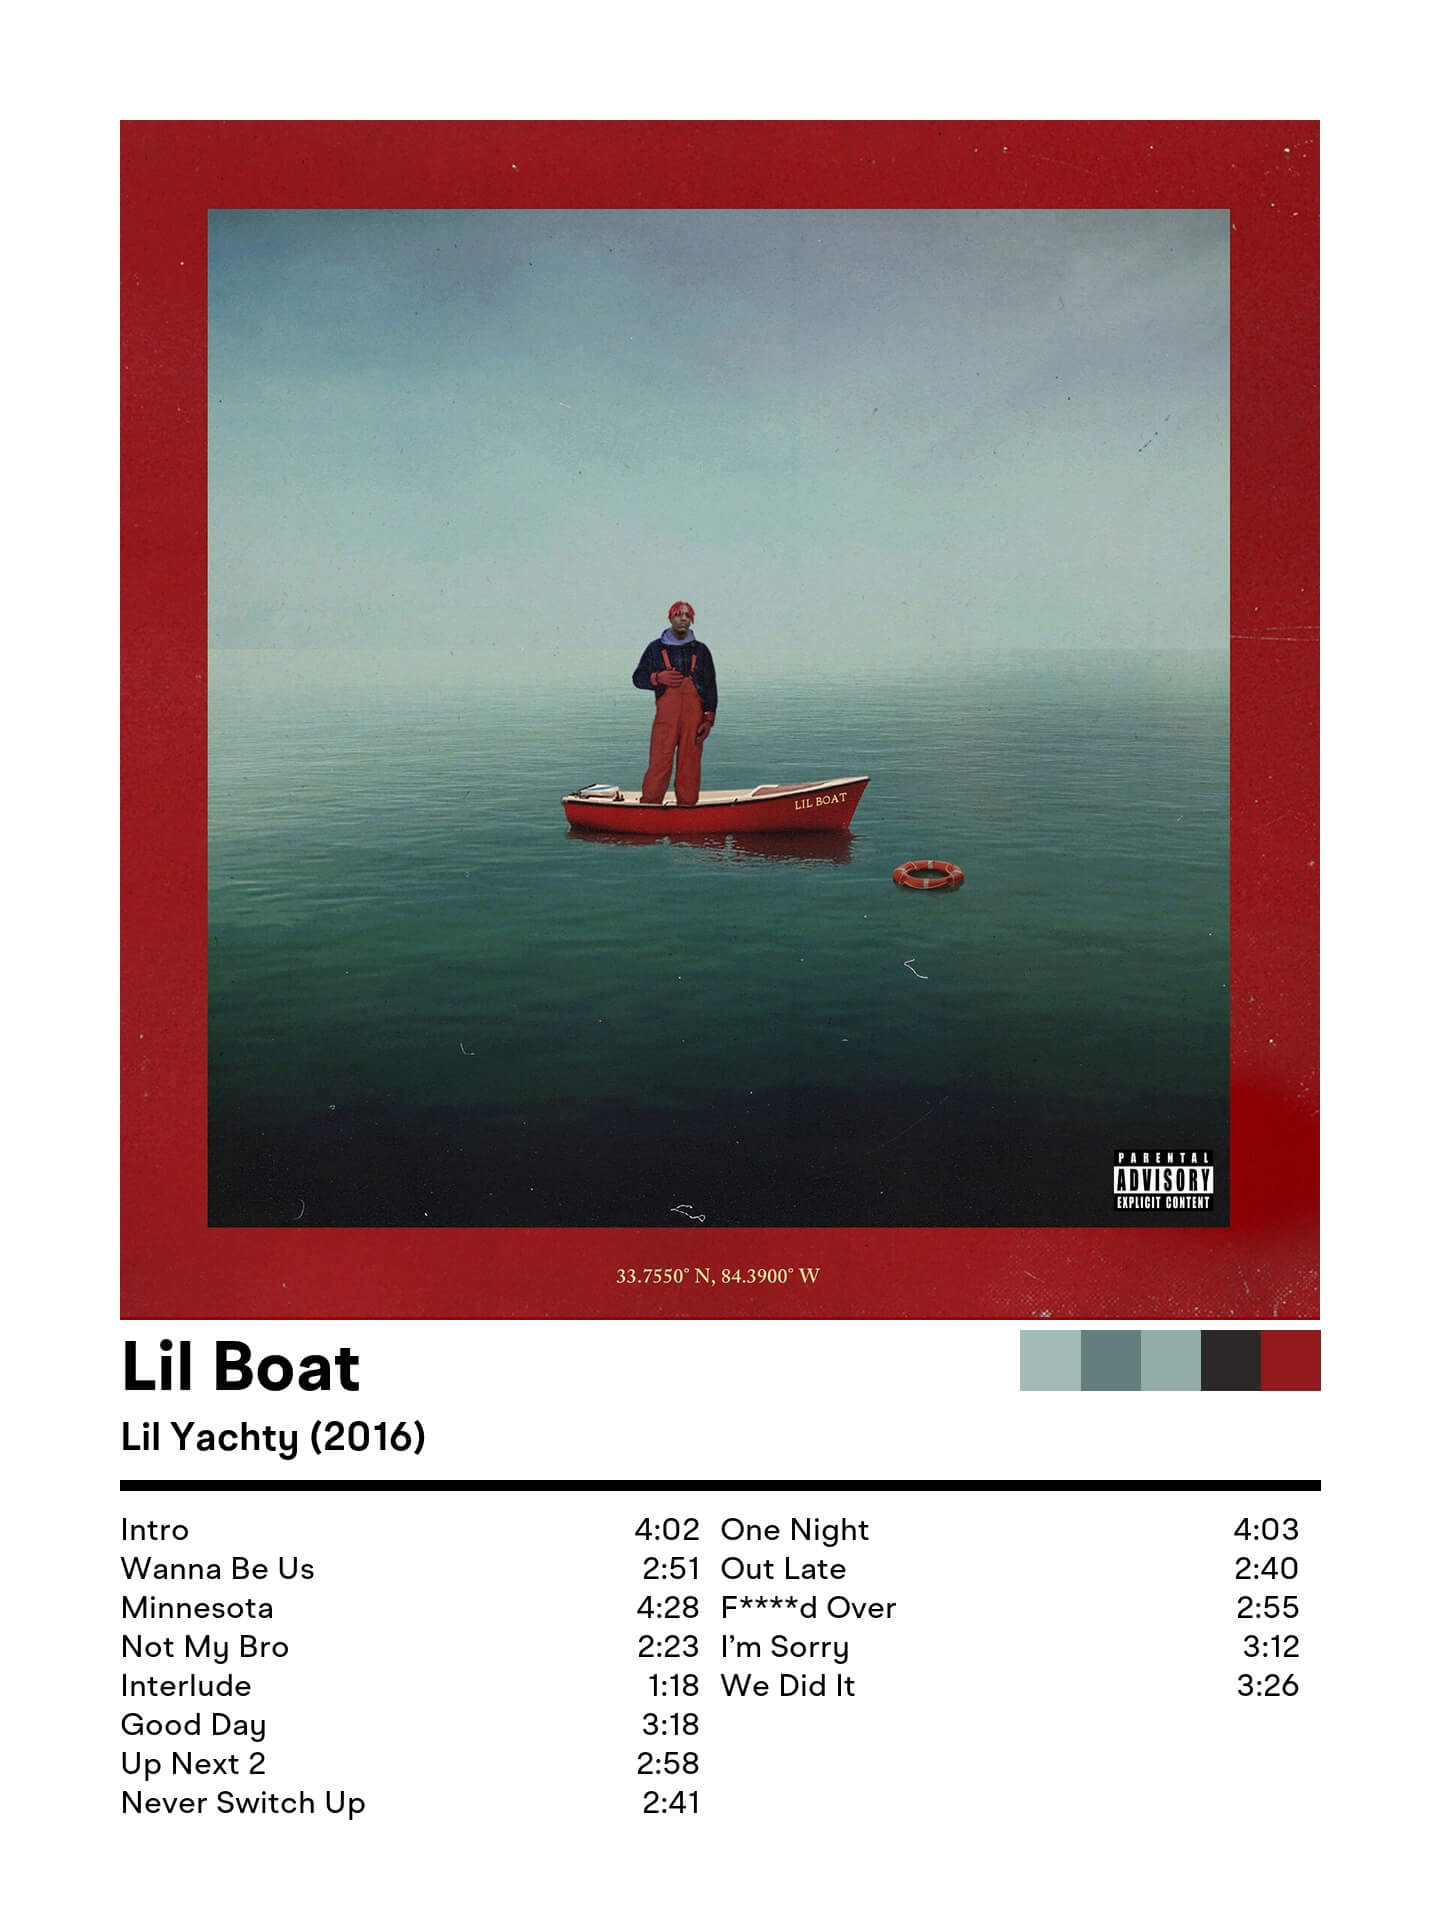 LIL BOAT
PARENTAL
ADVISORY
EXPLICIT CONTENT
33.7550° N, 84.3900° W
Lil Boat
Lil Yachty (2016)
Intro 4:02
Wanna Be Us 2:51
Minnesota 4:28
Not My Bro 2:23
Interlude 1:18
Good Day 3:18
Up Next 2 2:58
Never Switch Up 2:41
One Night 4:03
Out Late 2:40
F****d Over 2:55
I’m Sorry 3:12
We Did It 3:26